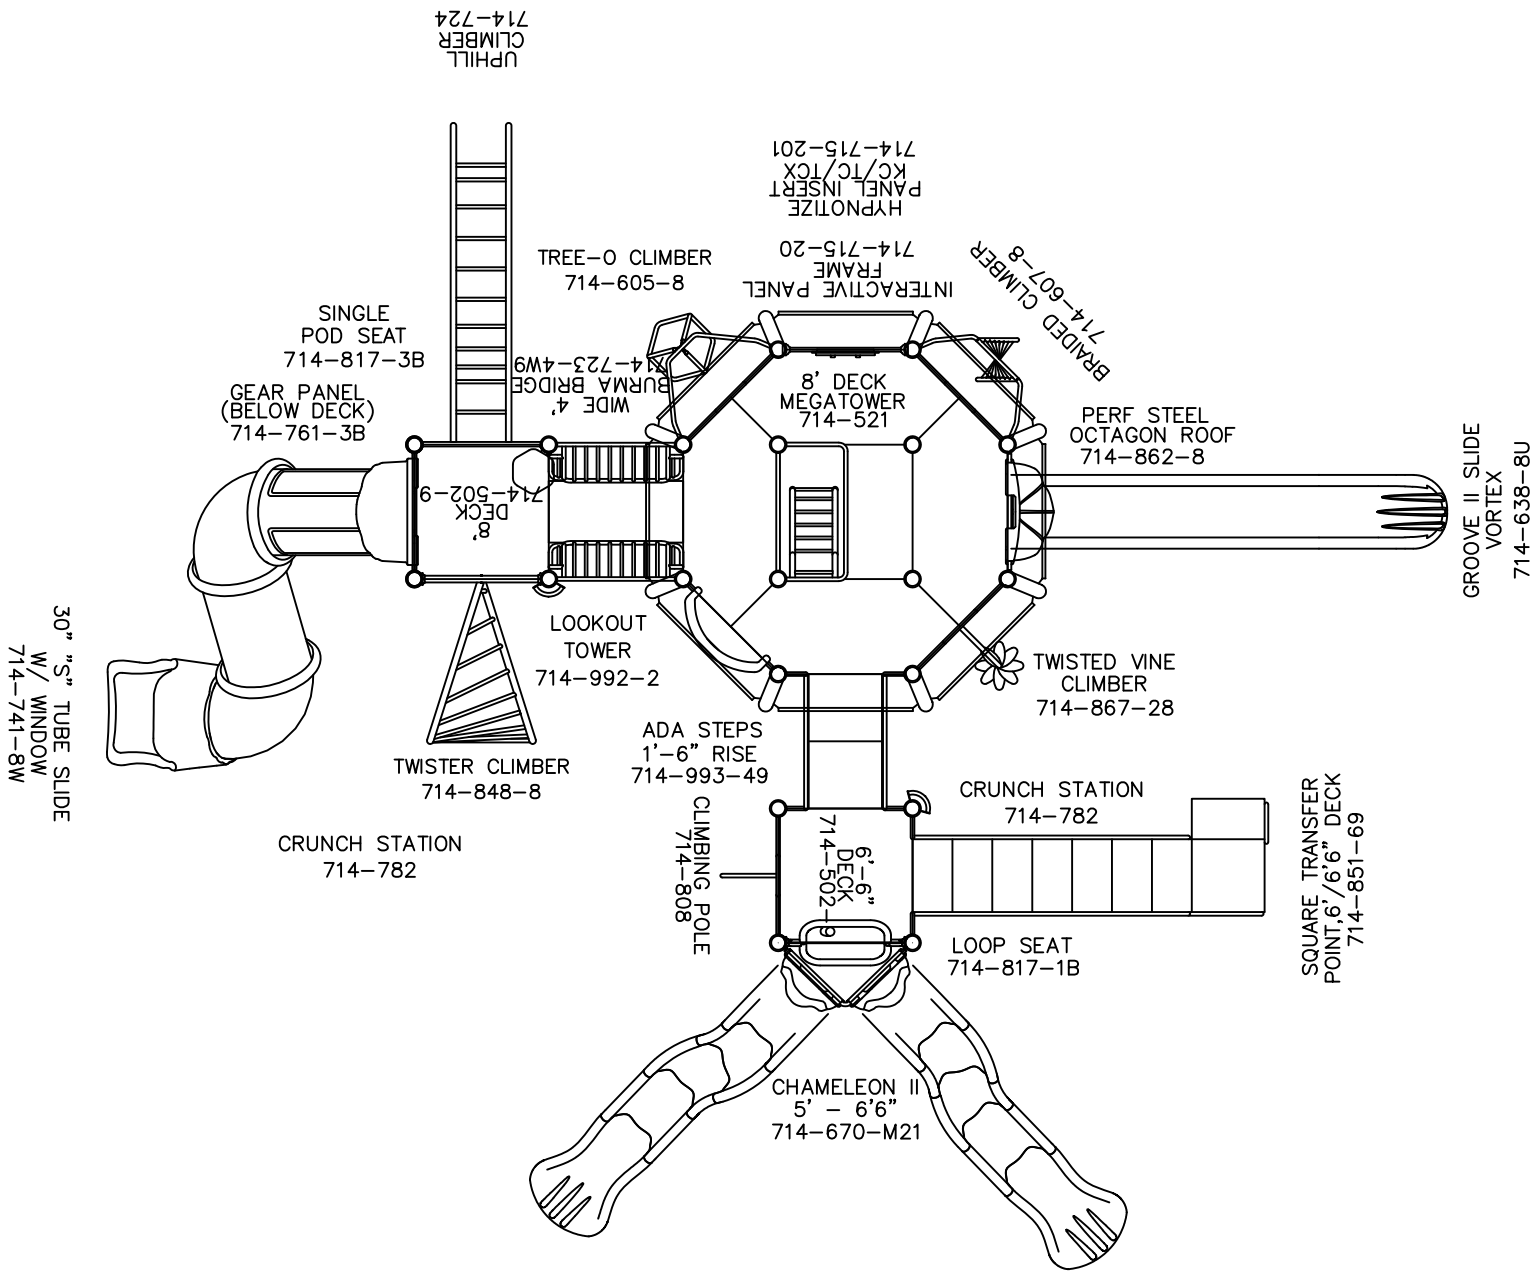 UPHILL
CLIMBER
714-724
HYPNOTIZE
PANEL INSERT
KC/TC/TCX
714-715-201
INTERACTIVE PANEL
FRAME
714-715-20
BRAIDED CLIMBER
714-607-8
TREE-O CLIMBER
714-605-8
SINGLE
POD SEAT
714-817-3B
GEAR PANEL
(BELOW DECK)
714-761-3B
WIDE 4'
BURMA BRIDGE
714-723-4W9
8' DECK
MEGATOWER
714-521
PERF STEEL
OCTAGON ROOF
714-862-8
GROOVE II SLIDE
VORTEX
714-638-8U
8'
DECK
714-502-9
LOOKOUT
TOWER
714-992-2
TWISTED VINE
CLIMBER
714-867-28
30" "S" TUBE SLIDE
W/ WINDOW
714-741-8W
TWISTER CLIMBER
714-848-8
ADA STEPS
1'-6" RISE
714-993-49
CRUNCH STATION
714-782
CRUNCH STATION
714-782
CLIMBING POLE
714-808
6'-6"
DECK
714-502-9
SQUARE TRANSFER
POINT,6'/6'6" DECK
714-851-69
LOOP SEAT
714-817-1B
CHAMELEON II
5' - 6'6"
714-670-M21